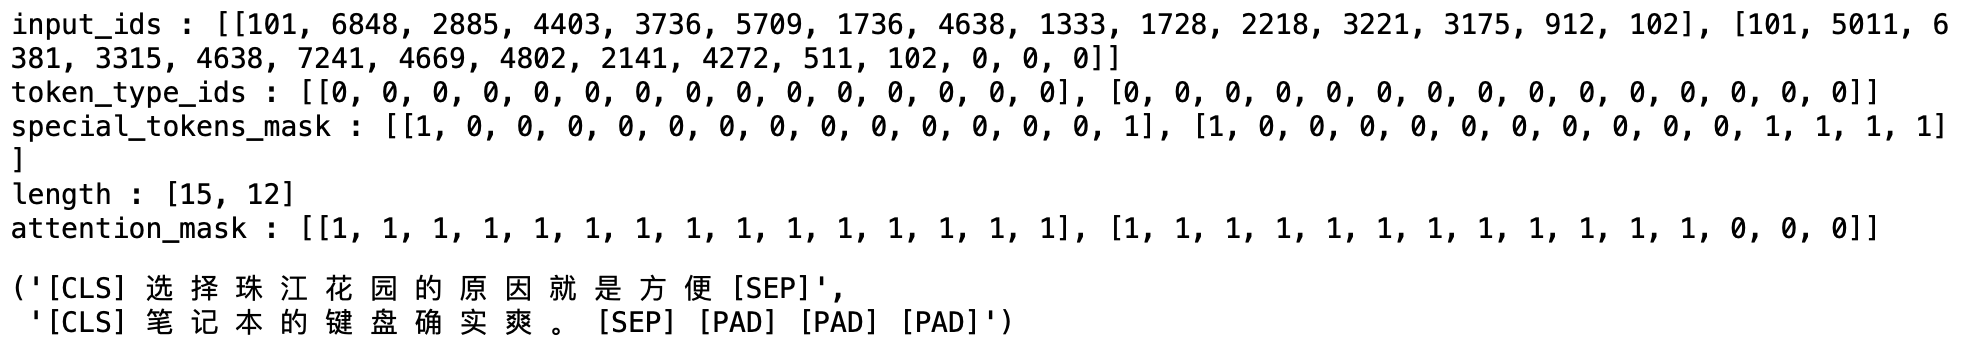 input_ids : [[101, 6848, 2885, 4403, 3736, 5709, 1736, 4638, 1333, 1728, 2218, 3221, 3175, 912, 102], [101, 5011, 6
381, 3315, 4638, 7241, 4669, 4802, 2141, 4272, 511, 102, 0, 0, 0]]
token_type_ids : [[0, 0, 0, 0, 0, 0, 0, 0, 0, 0, 0, 0, 0, 0, 0], [0, 0, 0, 0, 0, 0, 0, 0, 0, 0, 0, 0, 0, 0, 0]]
special_tokens_mask : [[1, 0, 0, 0, 0, 0, 0, 0, 0, 0, 0, 0, 0, 0, 1], [1, 0, 0, 0, 0, 0, 0, 0, 0, 0, 0, 1, 1, 1, 1]
]
length : [15, 12]
attention_mask : [[1, 1, 1, 1, 1, 1, 1, 1, 1, 1, 1, 1, 1, 1, 1], [1, 1, 1, 1, 1, 1, 1, 1, 1, 1, 1, 1, 0, 0, 0]]
('[CLS] 选 择 珠 江 花 园 的 原 因 就 是 方 便 [SEP]',
'[CLS] 笔 记 本 的 键 盘 确 实 爽 。 [SEP] [PAD] [PAD] [PAD]')